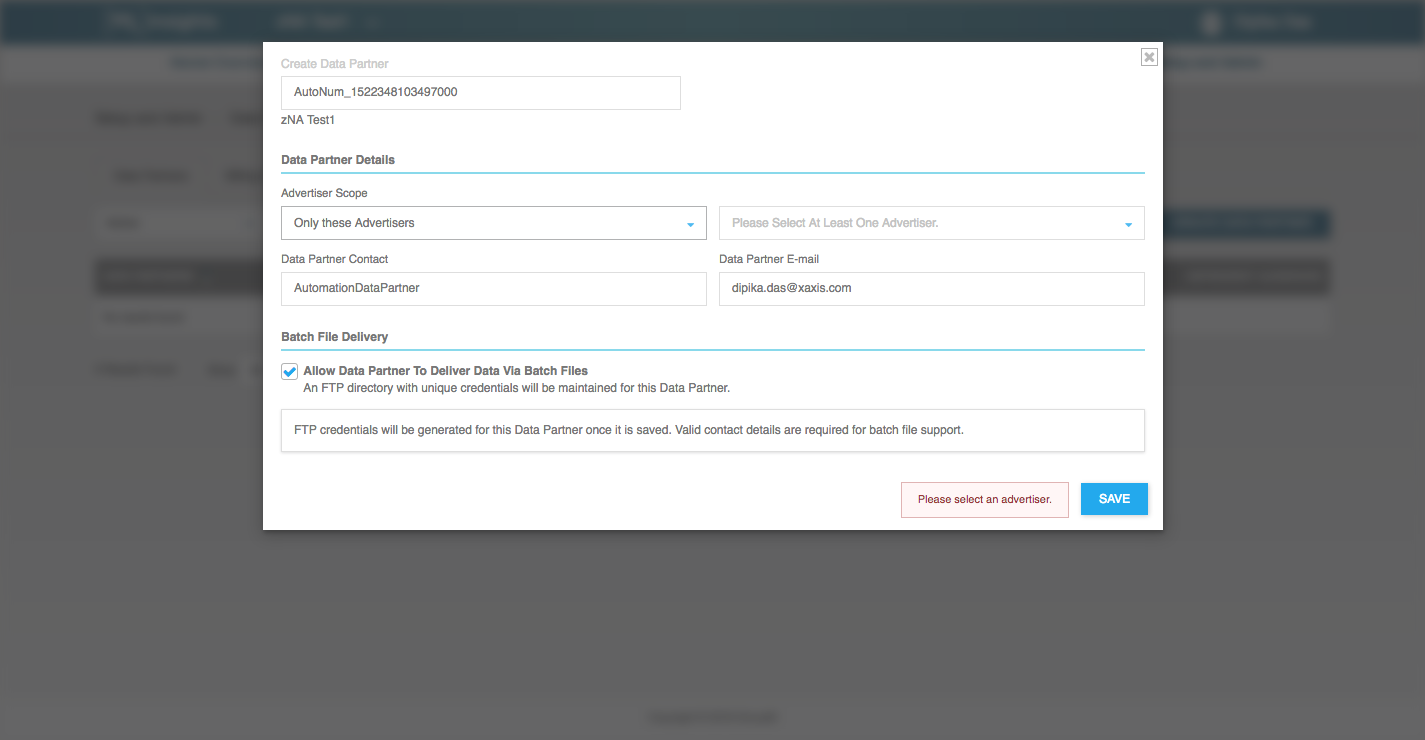 Create Data Partner
AutoNum_1522348103497000
zNA Test1
Data Partner Details
Advertiser Scope
Only these Advertisers
Please Select At Least One Advertiser.
Data Partner Contact
Data Partner E-mail
AutomationDataPartner
dipika.das@xaxis.com
Batch File Delivery
Allow Data Partner To Deliver Data Via Batch Files
An FTP directory with unique credentials will be maintained for this Data Partner.
FTP credentials will be generated for this Data Partner once it is saved. Valid contact details are required for batch file support.
Please select an advertiser.
SAVE